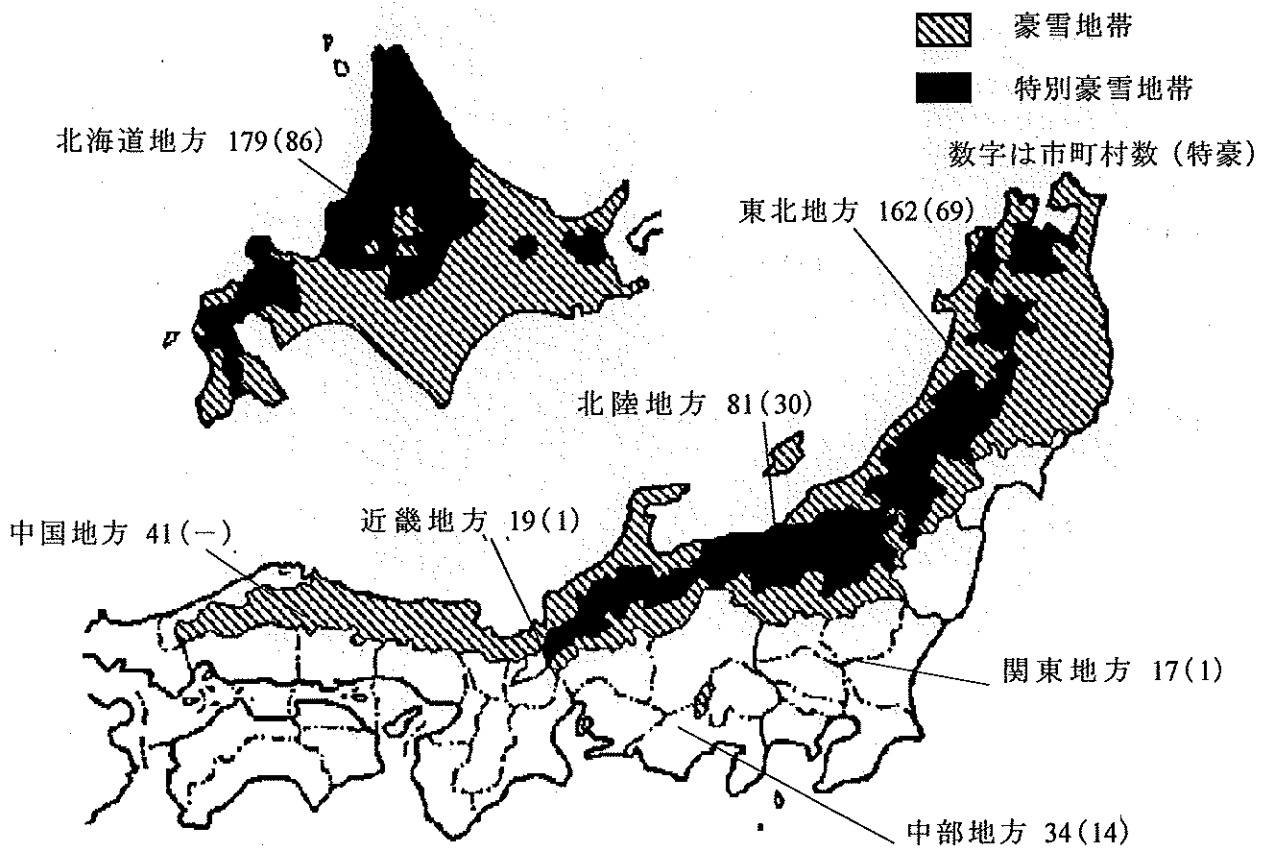 豪雪地帯
特別豪雪地帯
数字は市町村数（特豪）
北海道地方 179(86)
東北地方 162(69)
北陸地方 81(30)
近畿地方 19(1)
中国地方 41(－)
関東地方 17(1)
中部地方 34(14)